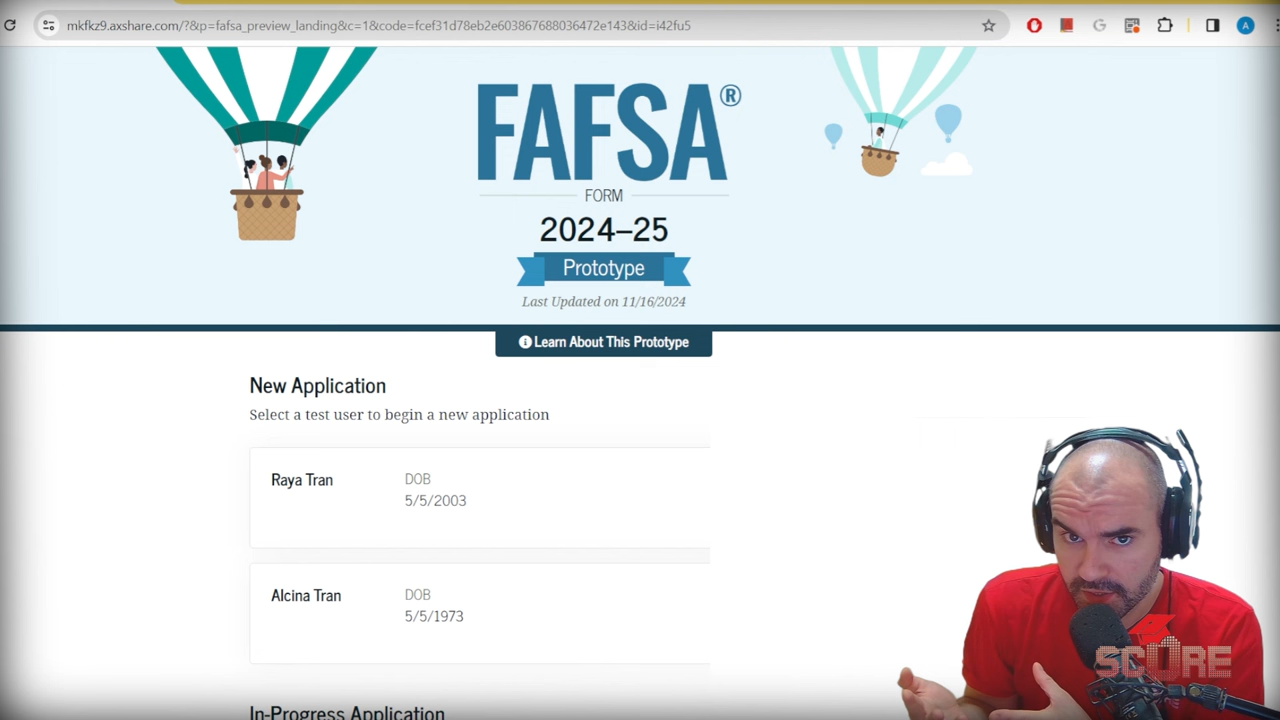 mkfkz9.axshare.com/?&p=fafsa_preview_landing&c=1&code=fcef31d78eb2e603867688036472e143&id=i42fu5
G
A
FAFSA®
FORM
2024–25
Prototype
Last Updated on 11/16/2024
Learn About This Prototype
New Application
Select a test user to begin a new application
Raya Tran
DOB
5/5/2003
Alcina Tran
DOB
5/5/1973
In-Progress Application
SCURE